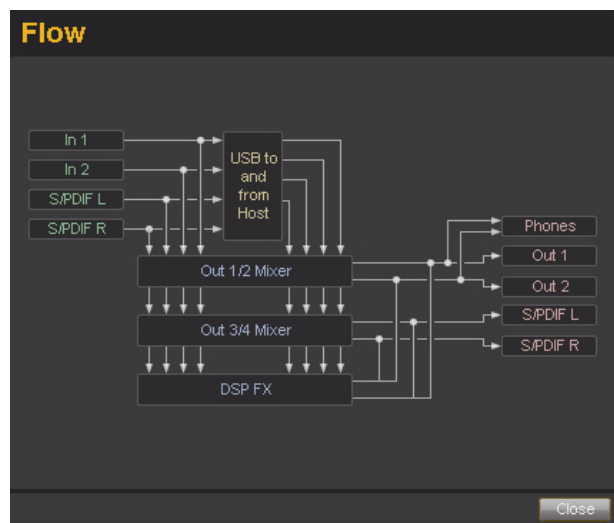 Flow
In 1
In 2
S/PDIF L
S/PDIF R
USB to
and
from
Host
Out 1/2 Mixer
Out 3/4 Mixer
DSP FX
Phones
Out 1
Out 2
S/PDIF L
S/PDIF R
Close